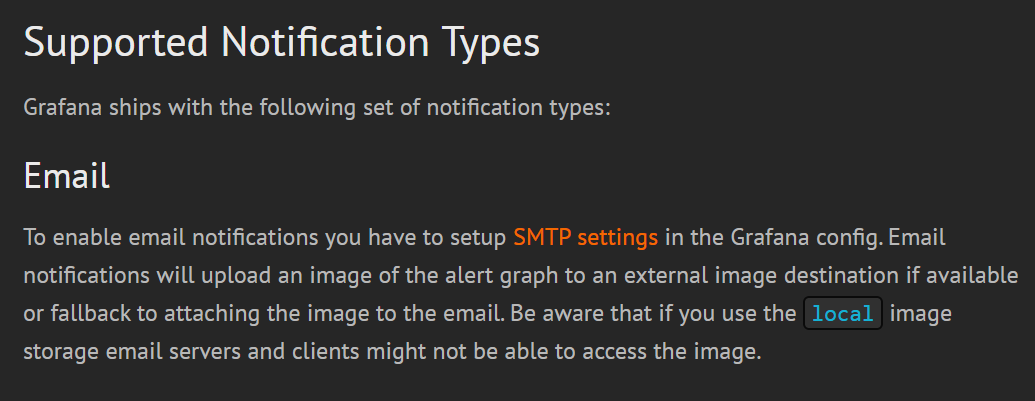 Supported Notification Types
Grafana ships with the following set of notification types:
Email
To enable email notifications you have to setup SMTP settings in the Grafana config. Email
notifications will upload an image of the alert graph to an external image destination if available
or fallback to attaching the image to the email. Be aware that if you use the local image
storage email servers and clients might not be able to access the image.